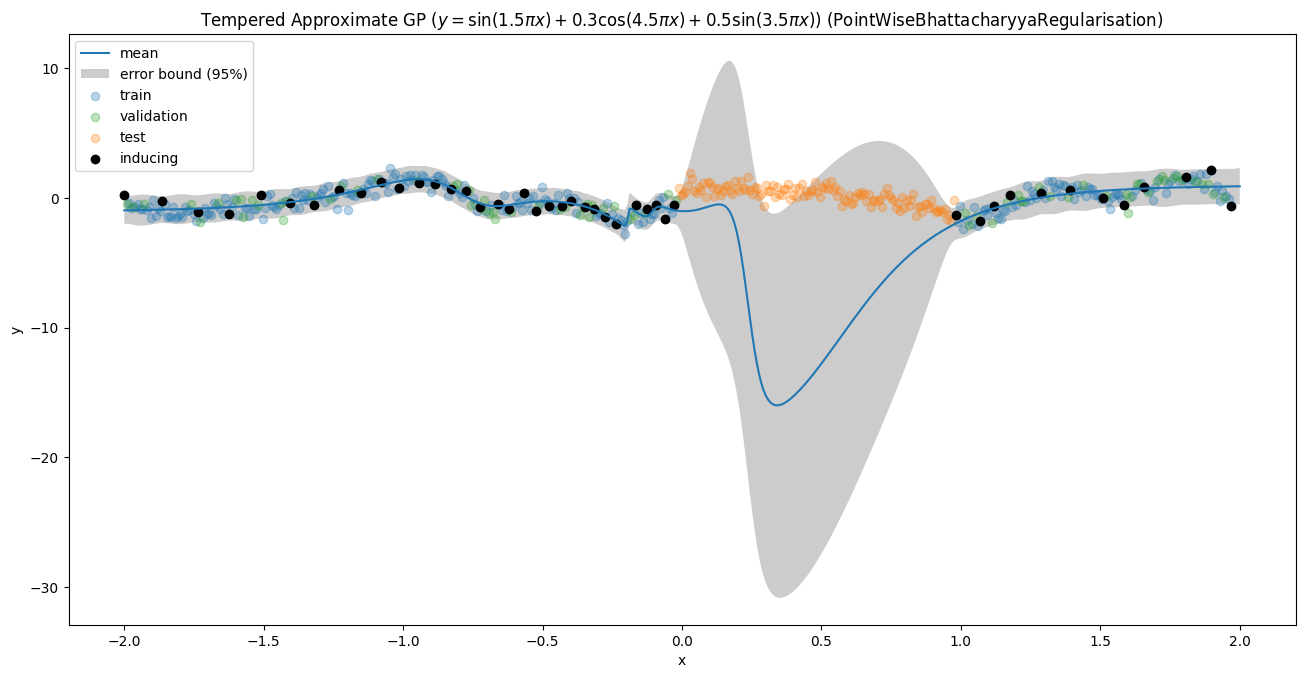 Tempered Approximate GP (y = sin(1.5πx) + 0.3cos(4.5πx) + 0.5sin(3.5πx)) (PointWiseBhattacharyyaRegularisation)
mean
error bound (95%)
train
validation
test
inducing
10
0
−10
−20
−30
y
−2.0 −1.5 −1.0 −0.5 0.0 0.5 1.0 1.5 2.0
x